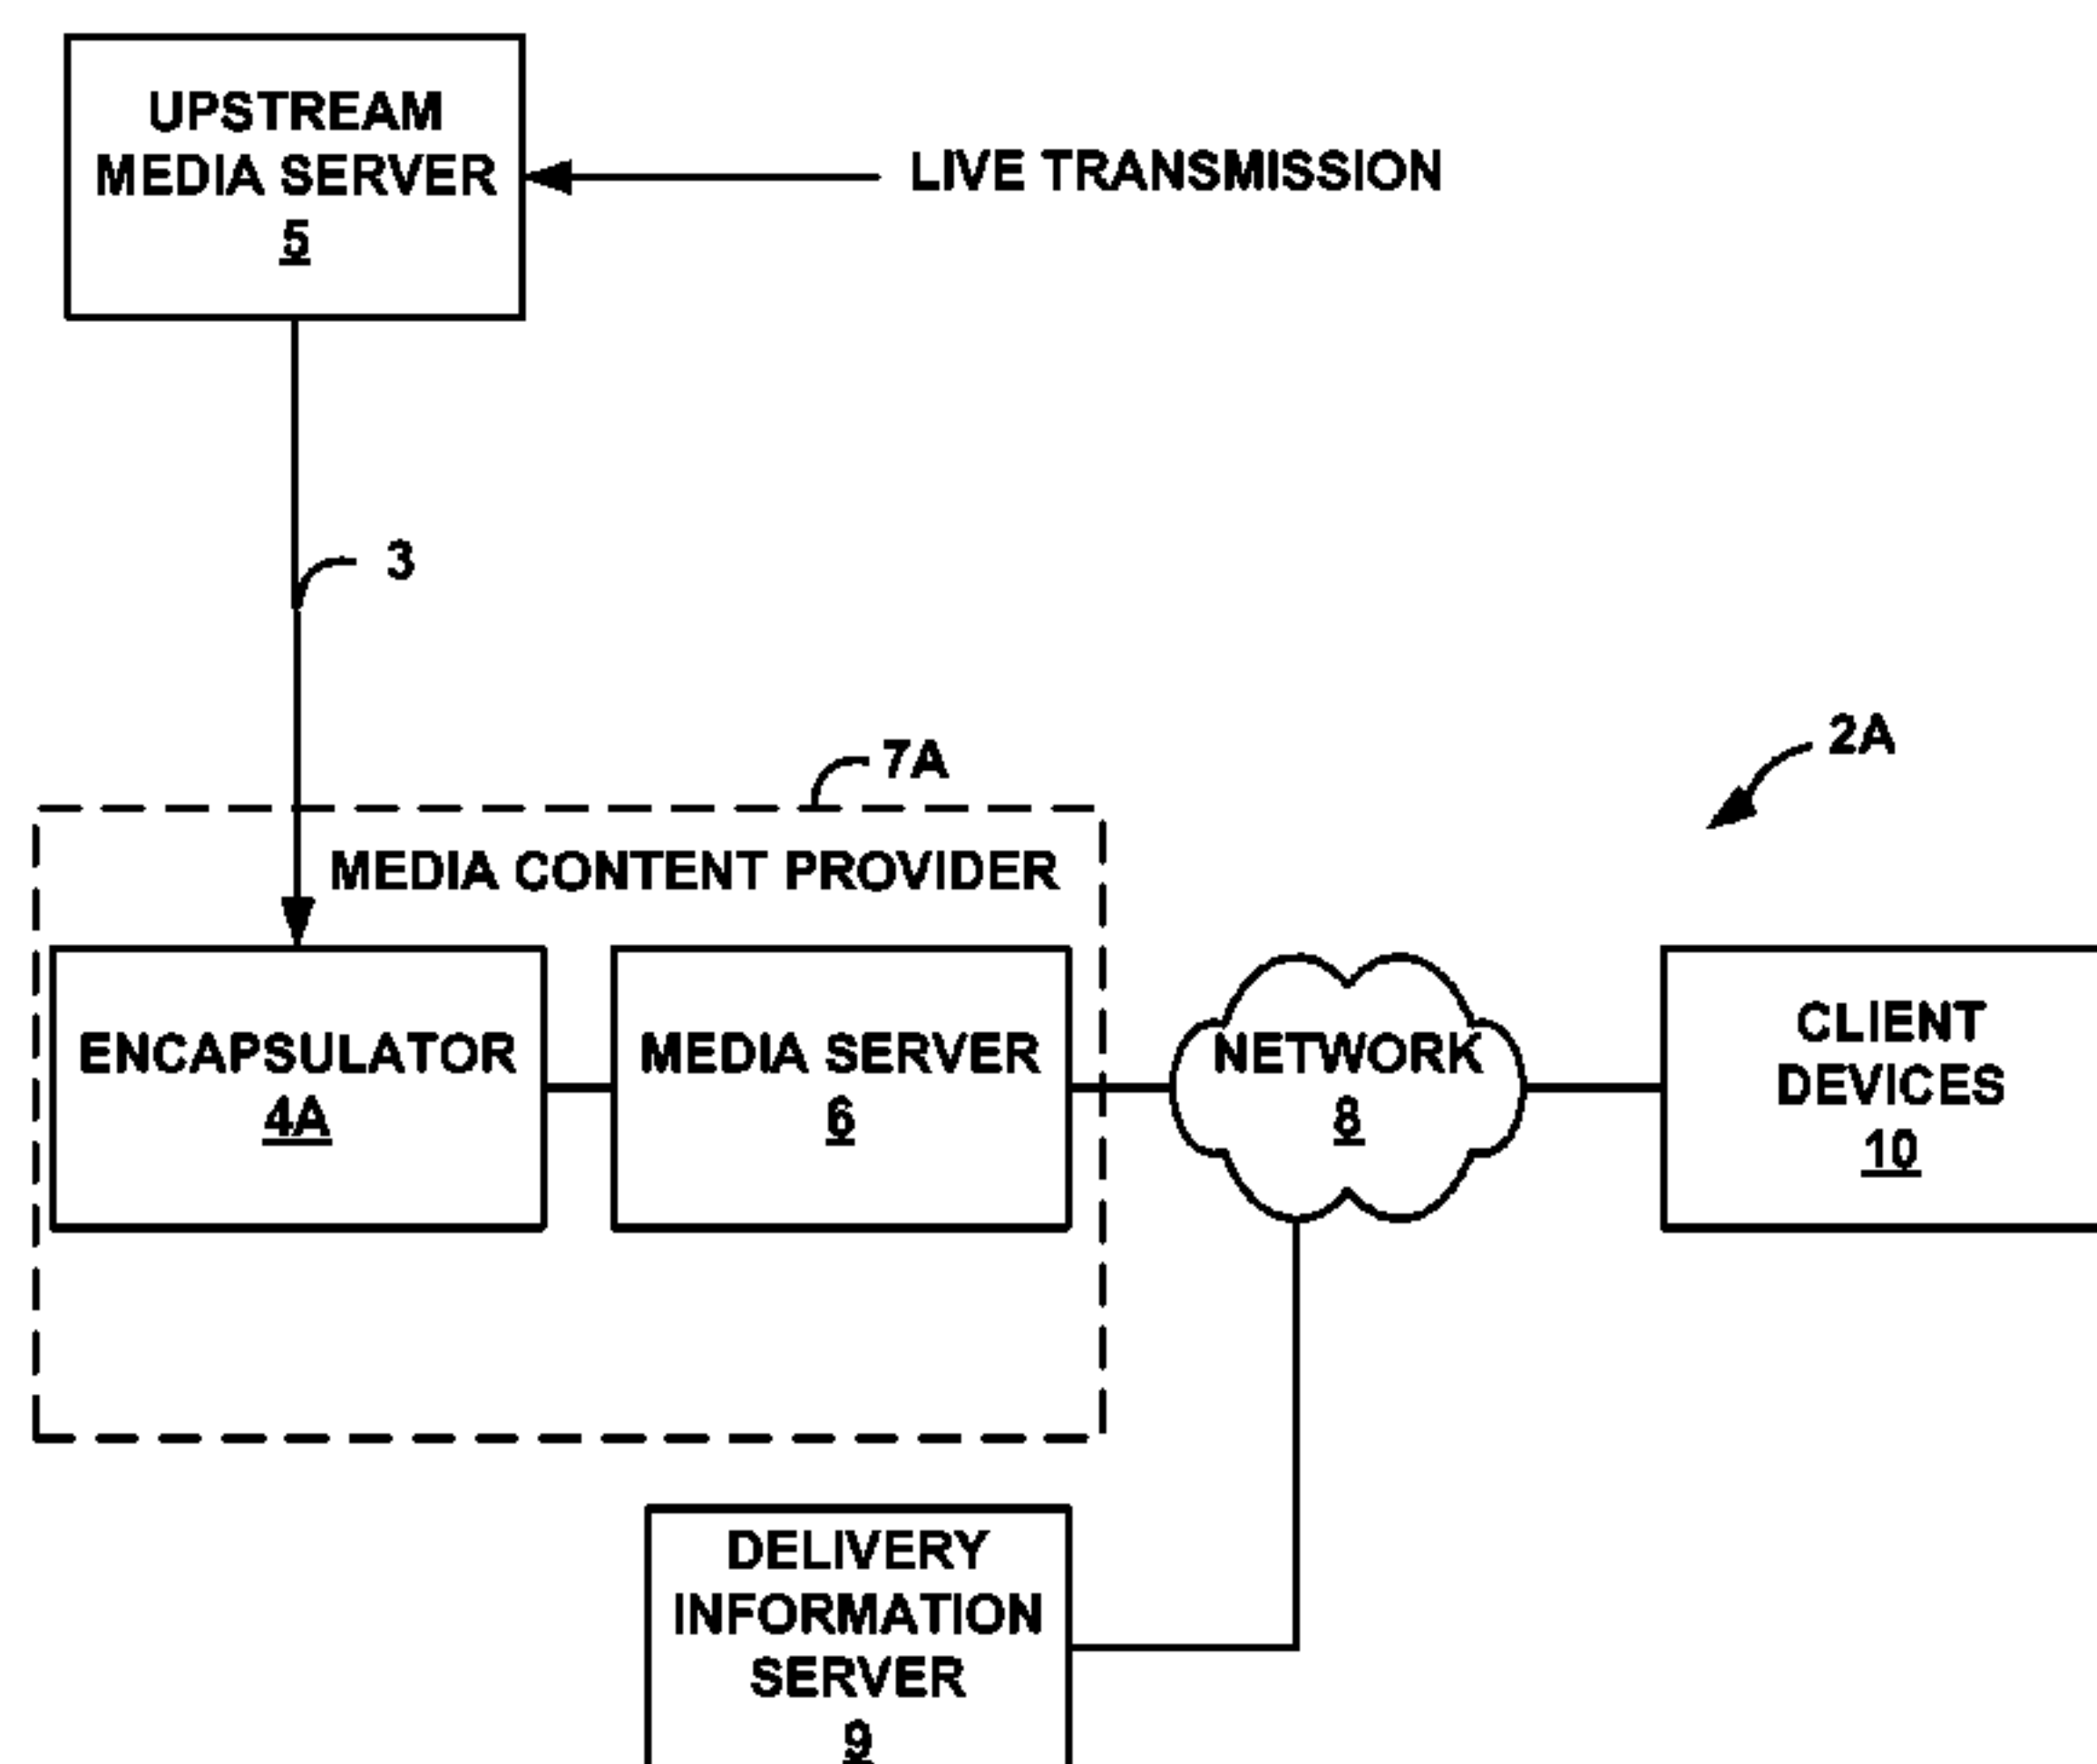 UPSTREAM
MEDIA SERVER
5
LIVE TRANSMISSION
3
7A
2A
MEDIA CONTENT PROVIDER
ENCAPSULATOR
4A
MEDIA SERVER
6
NETWORK
8
CLIENT
DEVICES
10
DELIVERY
INFORMATION
SERVER
9